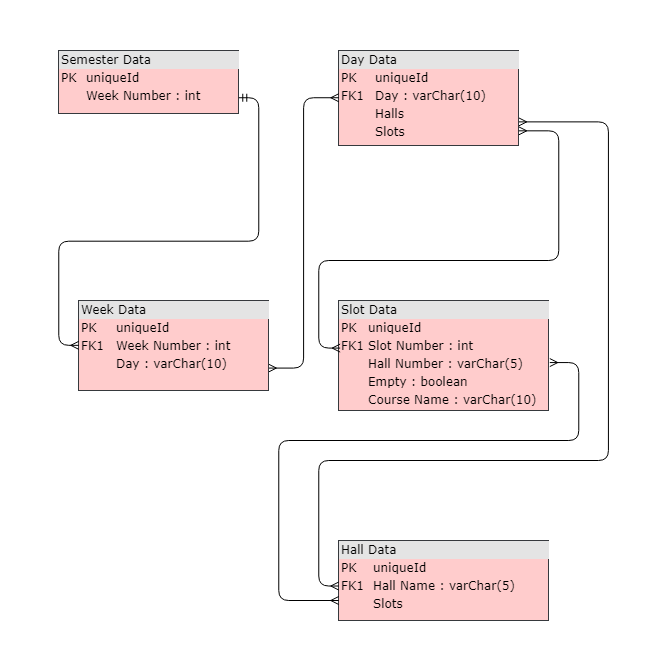 Semester Data
PK uniqueId
Week Number : int
Day Data
PK uniqueId
FK1 Day : varChar(10)
Halls
Slots
Week Data
PK uniqueId
FK1 Week Number : int
Day : varChar(10)
Slot Data
PK uniqueId
FK1 Slot Number : int
Hall Number : varChar(5)
Empty : boolean
Course Name : varChar(10)
Hall Data
PK uniqueId
FK1 Hall Name : varChar(5)
Slots